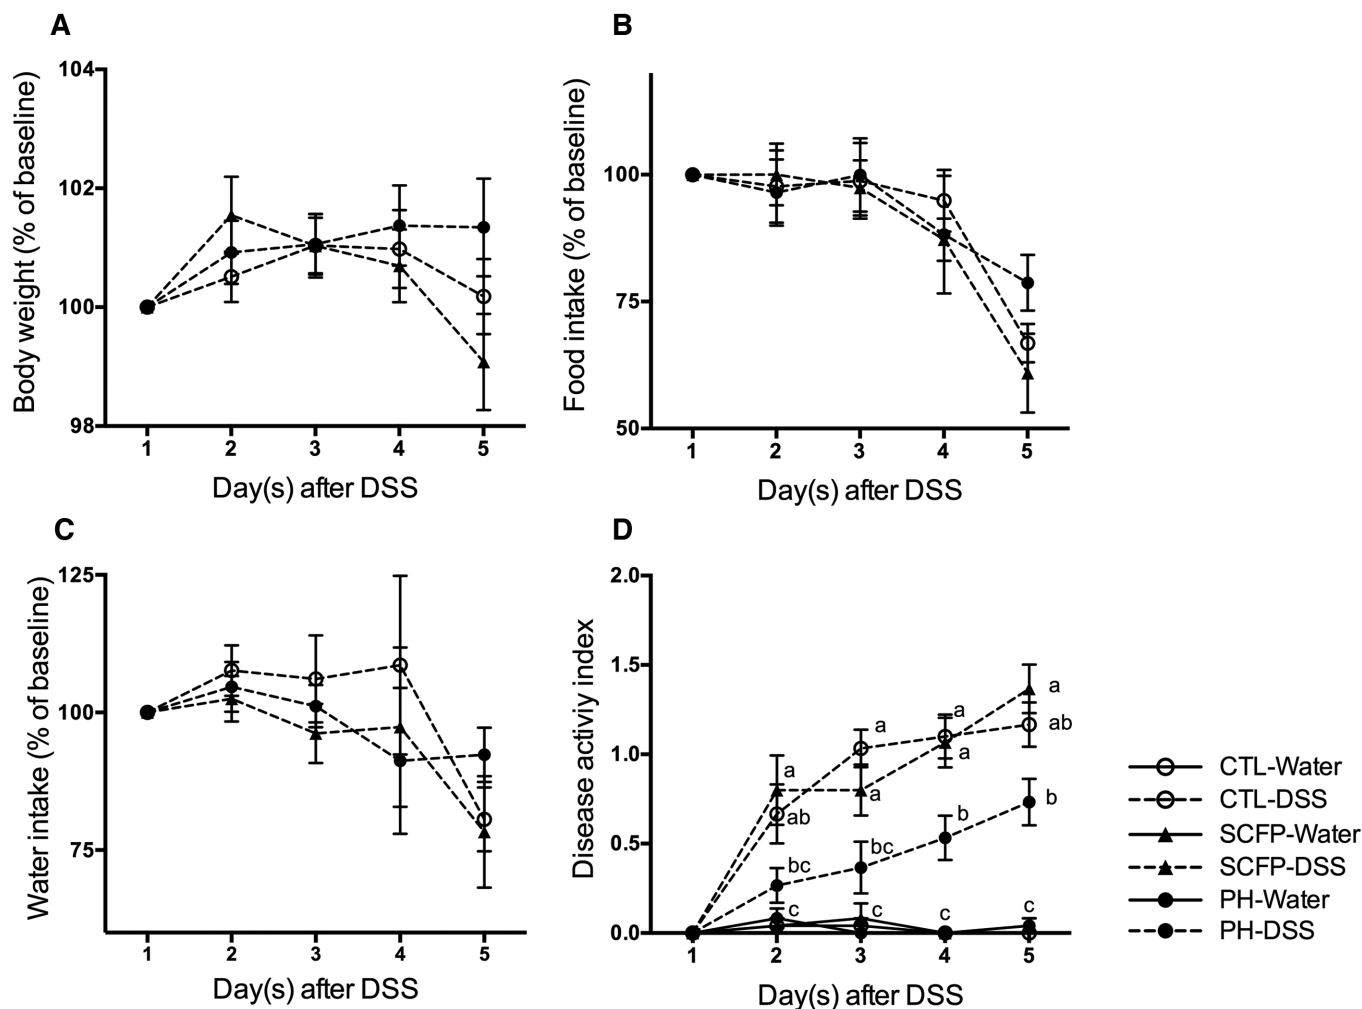 A
Body weight (% of baseline)
104
102
100
98
1 2 3 4 5
Day(s) after DSS
B
Food intake (% of baseline)
100
75
50
1 2 3 4 5
Day(s) after DSS
C
Water intake (% of baseline)
125
100
75
1 2 3 4 5
Day(s) after DSS
D
Disease activiy index
2.0
1.5
1.0
0.5
0.0
a
ab
bc
c
a
a
bc
c
a
a
b
c
a
ab
b
c
1 2 3 4 5
Day(s) after DSS
CTL-Water
CTL-DSS
SCFP-Water
SCFP-DSS
PH-Water
PH-DSS